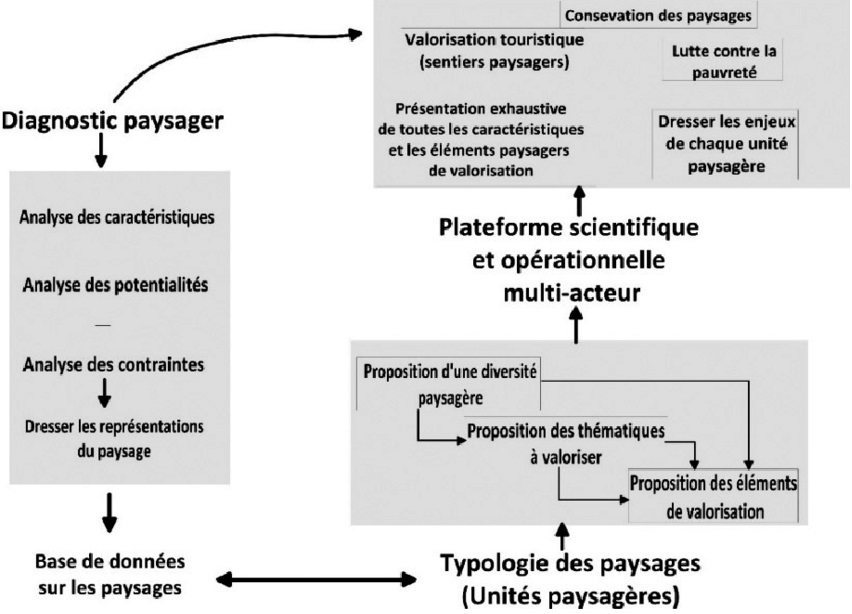 Consevation des paysages
Valorisation touristique
(sentiers paysagers)
Lutte contre la
pauvreté
Présentation exhaustive
de toutes les caractéristiques
et les éléments paysagers
de valorisation
Dresser les enjeux
de chaque unité
paysagère
Diagnostic paysager
Analyse des caractéristiques
Analyse des potentialités
Analyse des contraintes
Dresser les représentations
du paysage
Base de données
sur les paysages
Plateforme scientifique
et opérationnelle
multi-acteur
Proposition d'une diversité
paysagère
Proposition des thématiques
à valoriser
Proposition des éléments
de valorisation
Typologie des paysages
(Unités paysagères)